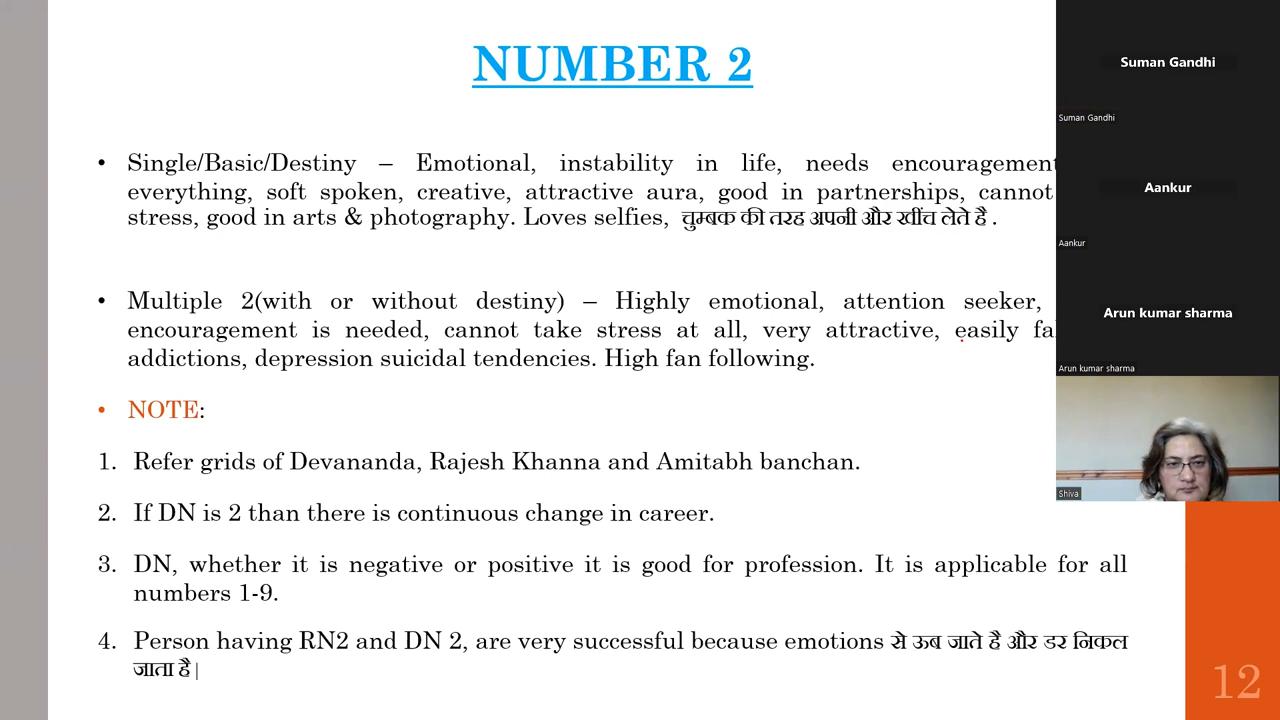 NUMBER 2
• Single/Basic/Destiny – Emotional, instability in life, needs encouragement
everything, soft spoken, creative, attractive aura, good in partnerships, cannot
stress, good in arts & photography. Loves selfies, चुम्बक की तरह अपनी और खींच लेते है .
• Multiple 2(with or without destiny) – Highly emotional, attention seeker,
encouragement is needed, cannot take stress at all, very attractive, easily
addictions, depression suicidal tendencies. High fan following.
• NOTE:
1. Refer grids of Devananda, Rajesh Khanna and Amitabh banchan.
2. If DN is 2 than there is continuous change in career.
3. DN, whether it is negative or positive it is good for profession. It is applicable for all
numbers 1-9.
4. Person having RN2 and DN 2, are very successful because emotions से ऊब जाते है और डर निकल
जाता है|
12
Suman Gandhi
Suman Gandhi
Aankur
Aankur
Arun kumar sharma
Arun kumar sharma
Shiva